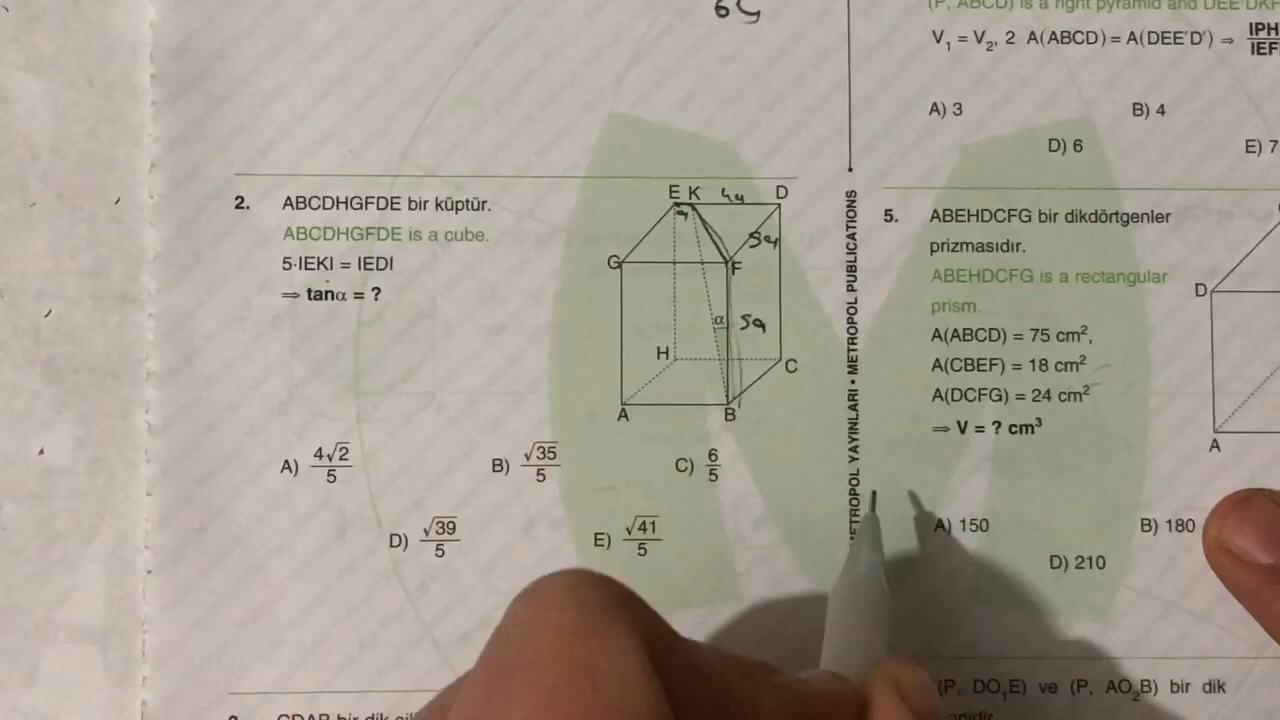 (P, ABCD) is a right pyramid and DEE'DKF
V₁ = V₂, 2 A(ABCD) = A(DEE'D') ⇒ IPH / IEF
A) 3
B) 4
D) 6
E) 7
2. ABCDHGFDE bir küptür.
ABCDHGFDE is a cube.
5·IEKI = IEDI
⇒ tanα = ?
E K 4a D
5a
G F
α 5a
H C
A B
A) 4√2/5
B) √35/5
C) 6/5
D) √39/5
E) √41/5
METROPOL YAYINLARI • METROPOL PUBLICATIONS
5. ABEHDCFG bir dikdörtgenler
prizmasıdır.
ABEHDCFG is a rectangular
prism.
A(ABCD) = 75 cm²,
A(CBEF) = 18 cm²
A(DCFG) = 24 cm²
⇒ V = ? cm³
D
A
A) 150
B) 180
D) 210
(P, DO₁E) ve (P, AO₂B) bir dik